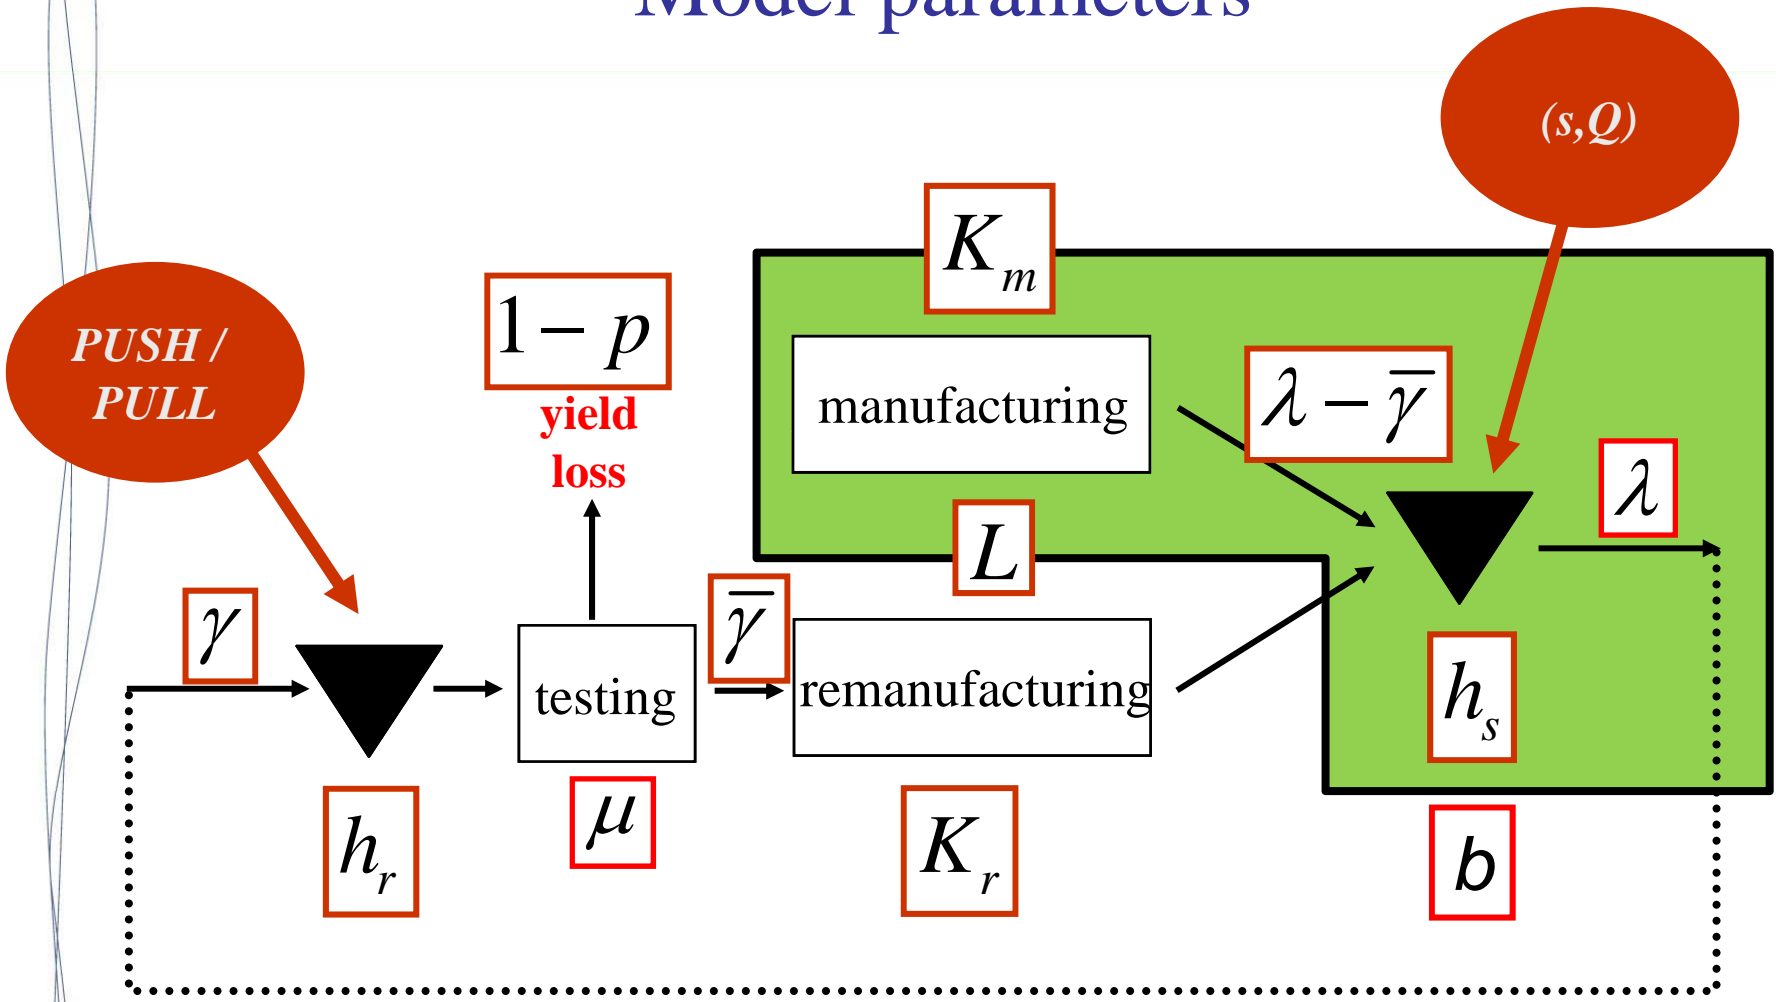 Model parameters
(s,Q)
K_m
PUSH /
PULL
1 − p
yield
loss
manufacturing
λ − γ̅
λ
L
γ
γ̅
testing
remanufacturing
h_s
μ
h_r
K_r
b